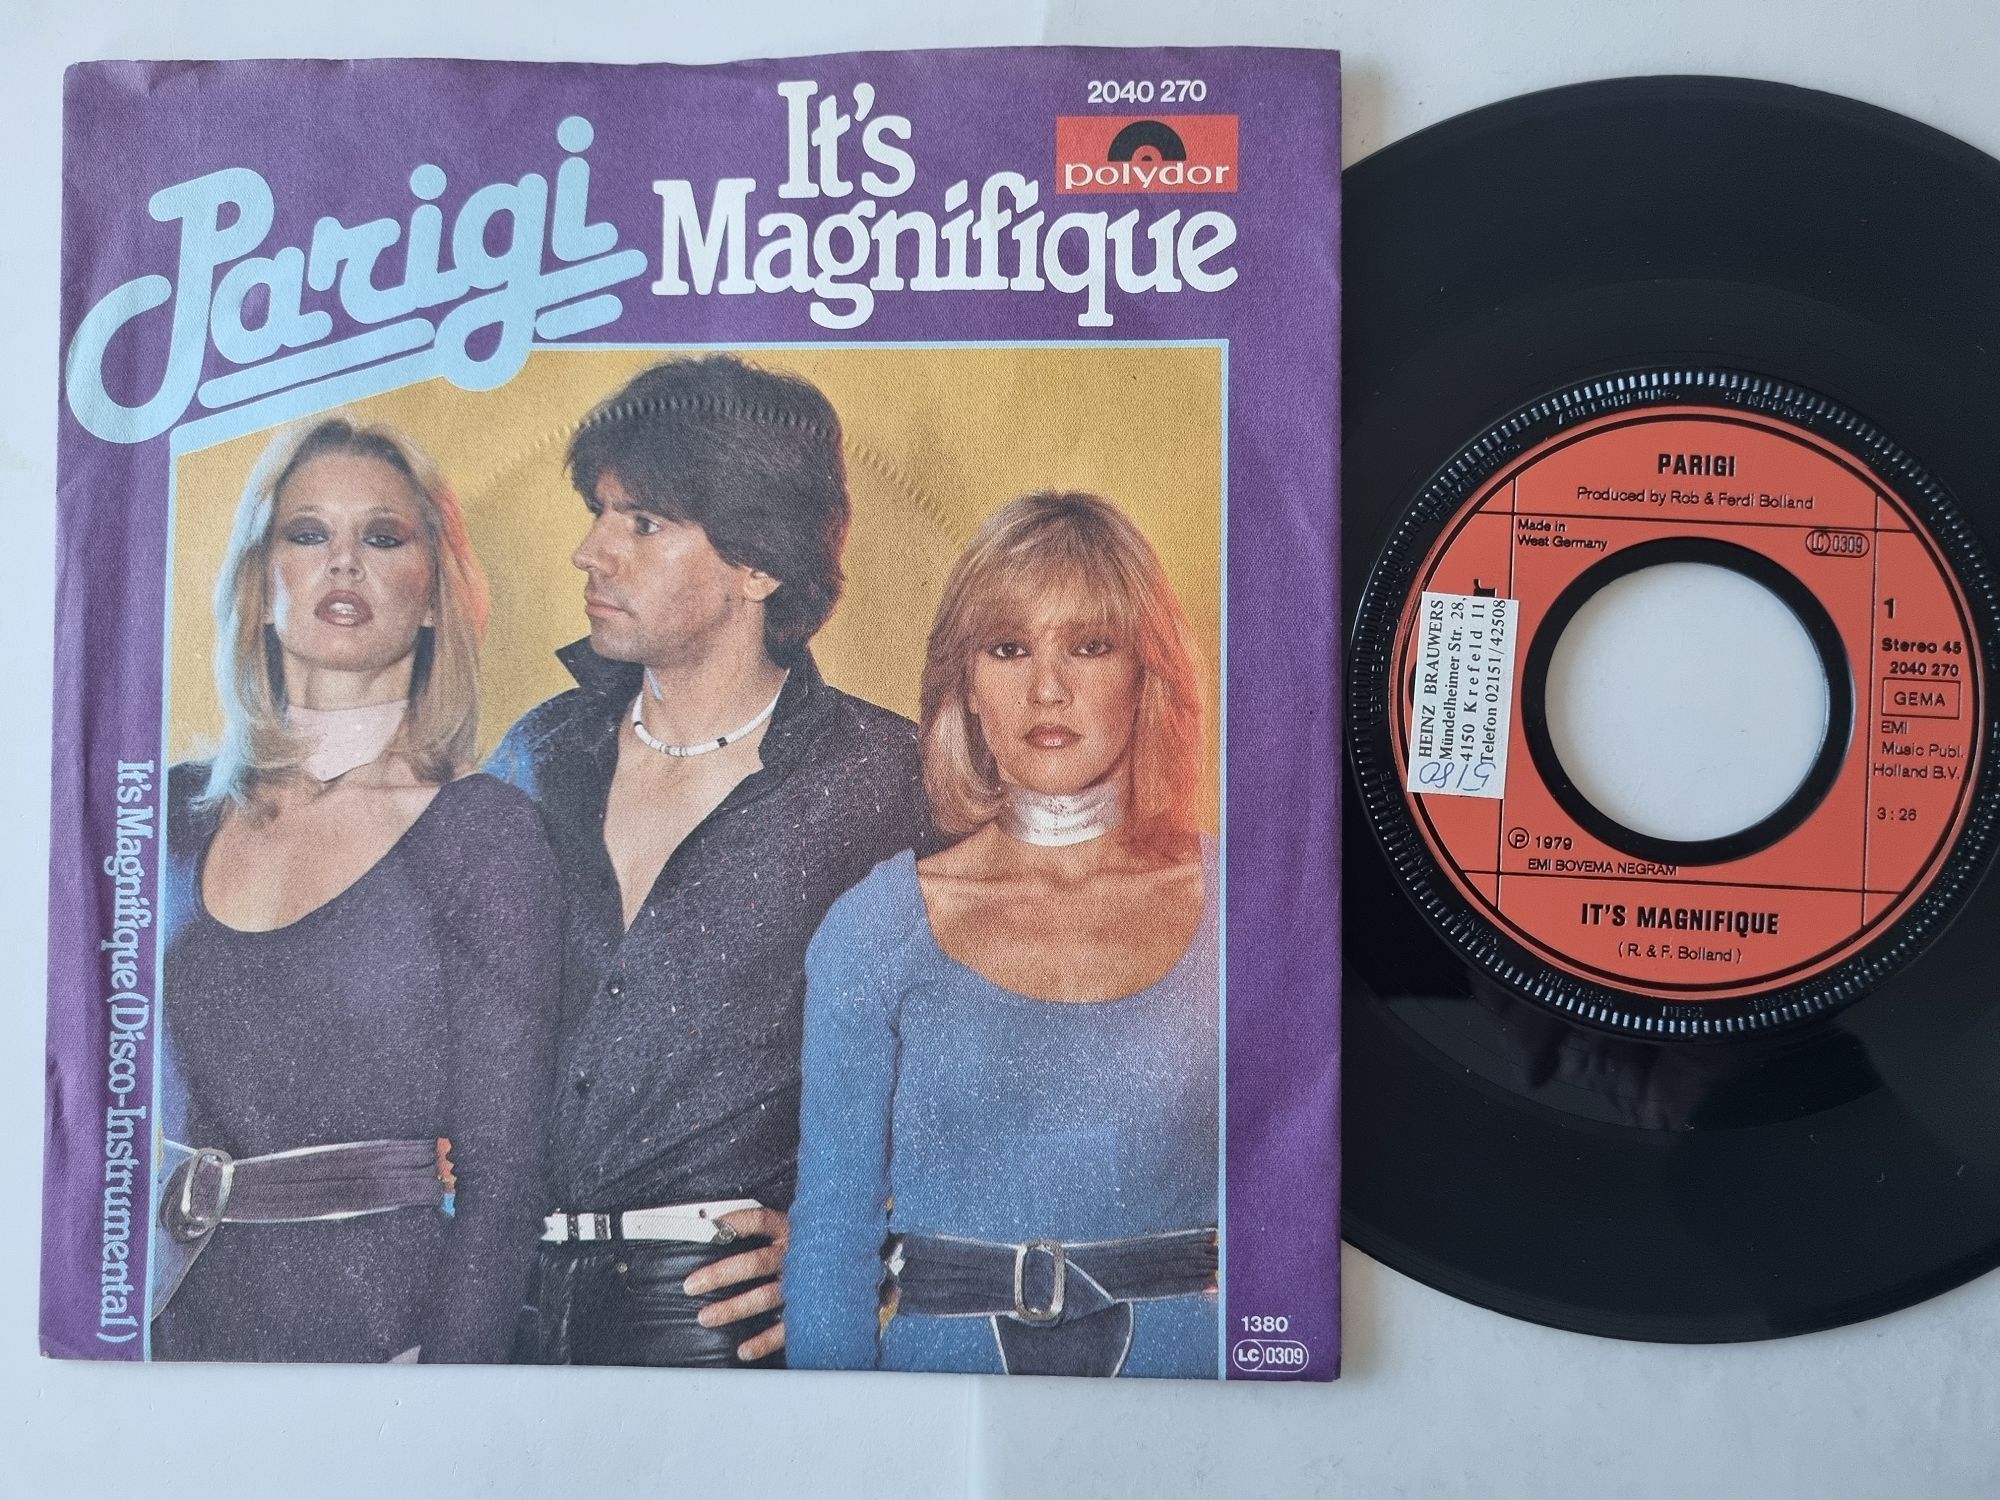 Parigi
It's
Magnifique
2040 270
polydor
It's Magnifique (Disco-Instrumental)
1380
LC 0309
PARIGI
Produced by Rob & Ferdi Bolland
Made in
West Germany
LC 0309
HEINZ BRAUWERS
Mündelheimer Str. 28,
4150 Krefeld 11
Telefon 02151/42508
1
Stereo 45
2040 270
GEMA
EMI
Music Publ.
Holland B.V.
3:26
℗ 1979
EMI BOVEMA NEGRAM
IT'S MAGNIFIQUE
( R. & F. Bolland )